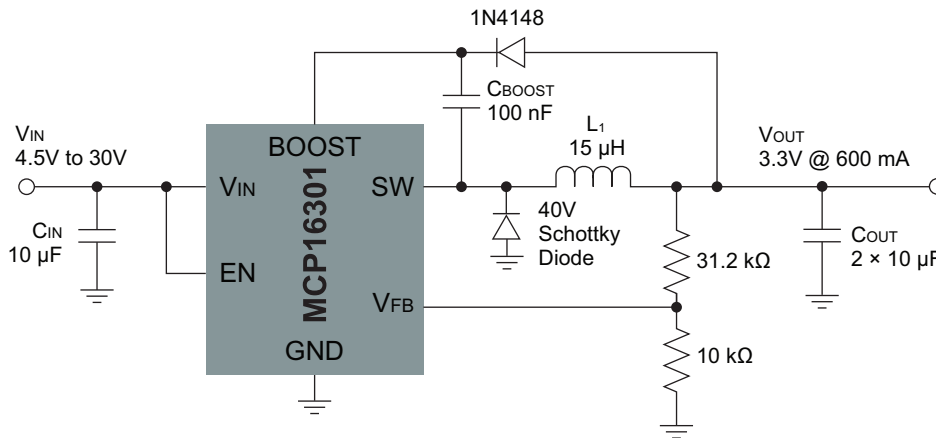 1N4148
CBOOST
100 nF
VIN
4.5V to 30V
L1
15 µH
VOUT
3.3V @ 600 mA
BOOST
VIN
SW
CIN
10 µF
40V
Schottky
Diode
COUT
2 × 10 µF
31.2 kΩ
EN
MCP16301
VFB
GND
10 kΩ